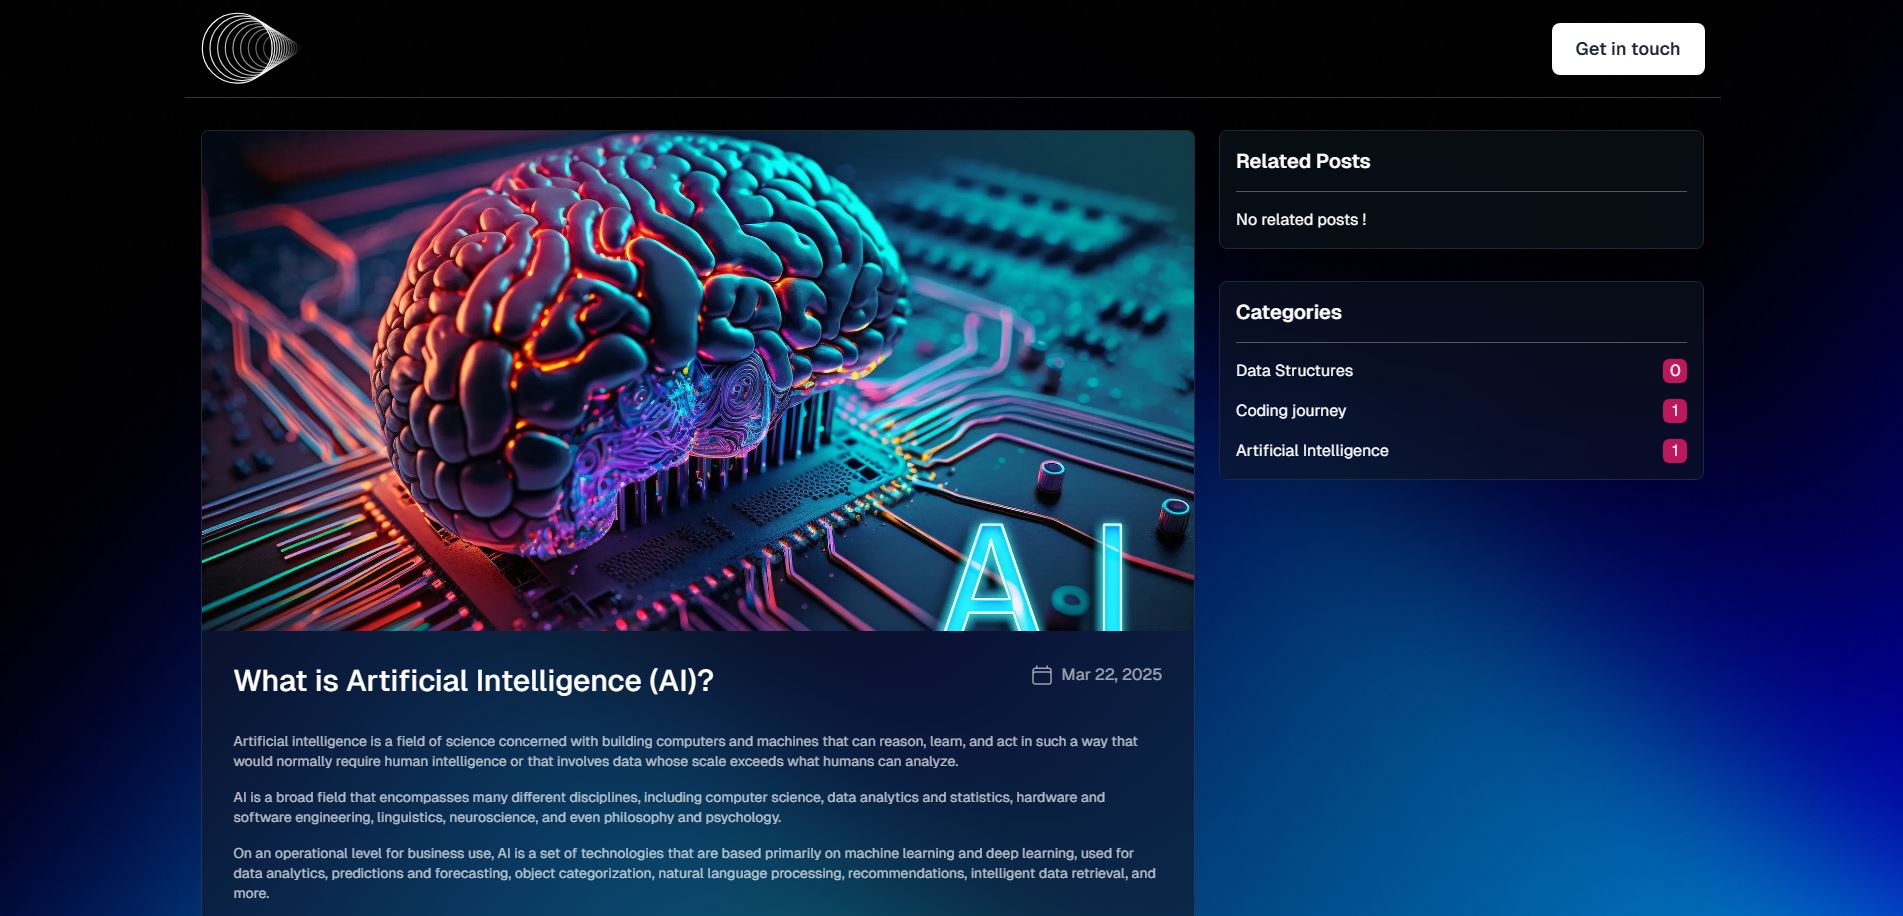 Get in touch
AI
What is Artificial Intelligence (AI)?
Mar 22, 2025
Artificial intelligence is a field of science concerned with building computers and machines that can reason, learn, and act in such a way that
would normally require human intelligence or that involves data whose scale exceeds what humans can analyze.
AI is a broad field that encompasses many different disciplines, including computer science, data analytics and statistics, hardware and
software engineering, linguistics, neuroscience, and even philosophy and psychology.
On an operational level for business use, AI is a set of technologies that are based primarily on machine learning and deep learning, used for
data analytics, predictions and forecasting, object categorization, natural language processing, recommendations, intelligent data retrieval, and
more.
Related Posts
No related posts !
Categories
Data Structures 0
Coding journey 1
Artificial Intelligence 1